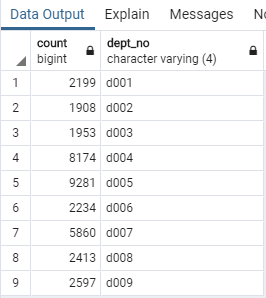 Data Output Explain Messages No
count dept_no
bigint character varying (4)
1 2199 d001
2 1908 d002
3 1953 d003
4 8174 d004
5 9281 d005
6 2234 d006
7 5860 d007
8 2413 d008
9 2597 d009